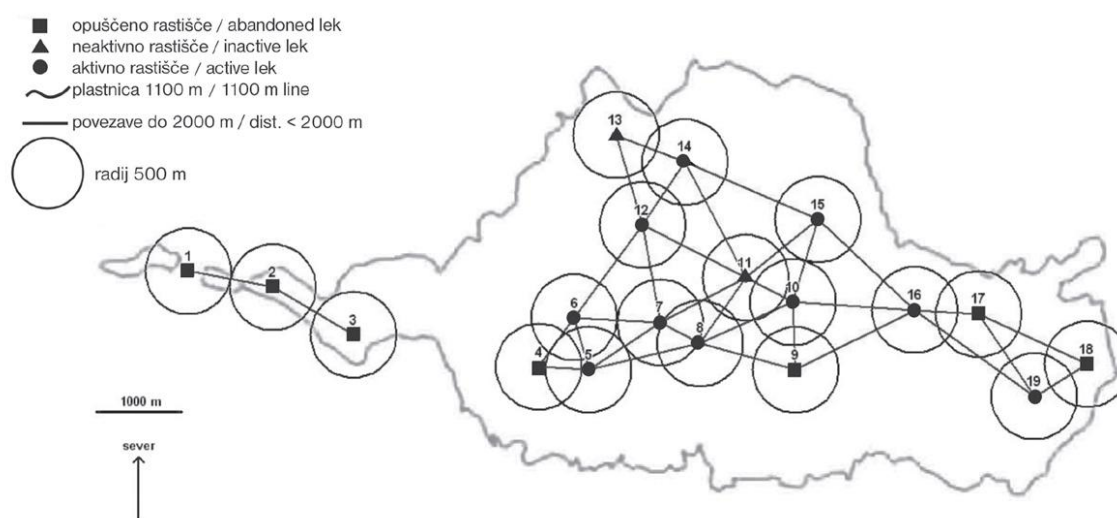 opuščeno rastišče / abandoned lek
neaktivno rastišče / inactive lek
aktivno rastišče / active lek
plastnica 1100 m / 1100 m line
povezave do 2000 m / dist. < 2000 m
radij 500 m
13
14
15
12
1
2
11
10
3
6
7
8
16
17
4
5
9
18
19
1000 m
sever